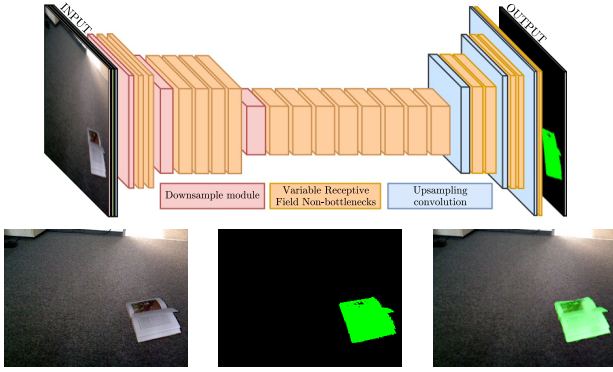 INPUT
OUTPUT
Downsample module
Variable Receptive
Field Non-bottlenecks
Upsampling
convolution